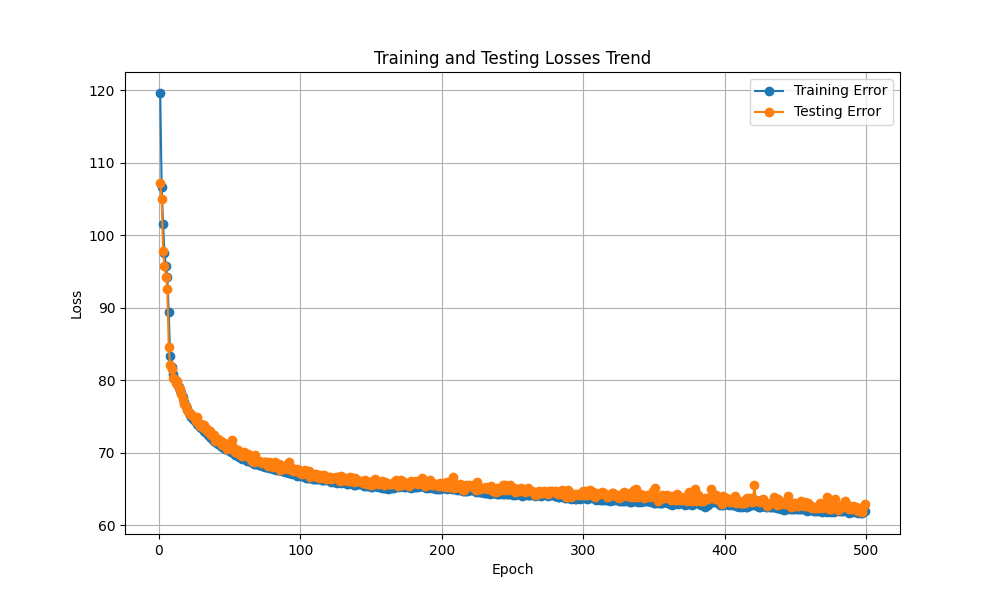 Training and Testing Losses Trend
Training Error
Testing Error
120
110
100
90
80
70
60
Loss
0
100
200
300
400
500
Epoch